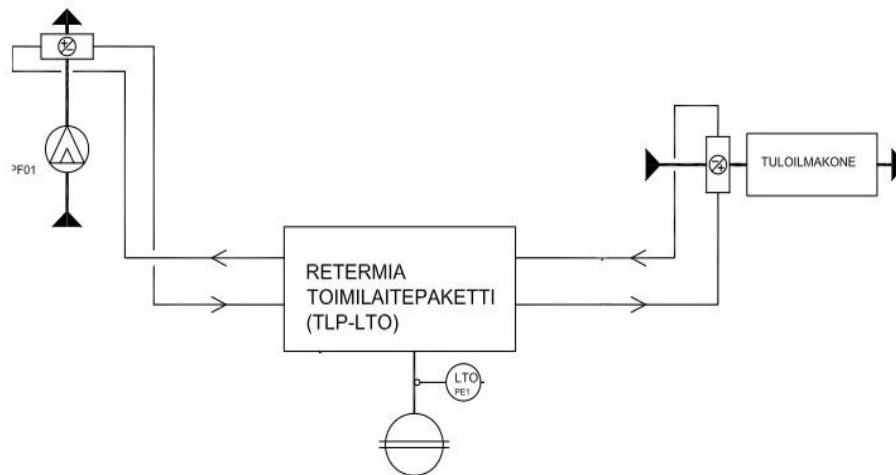 PF01
TULOILMAKONE
RETERMIA
TOIMILAITEPAKETTI
(TLP-LTO)
LTO
PE1